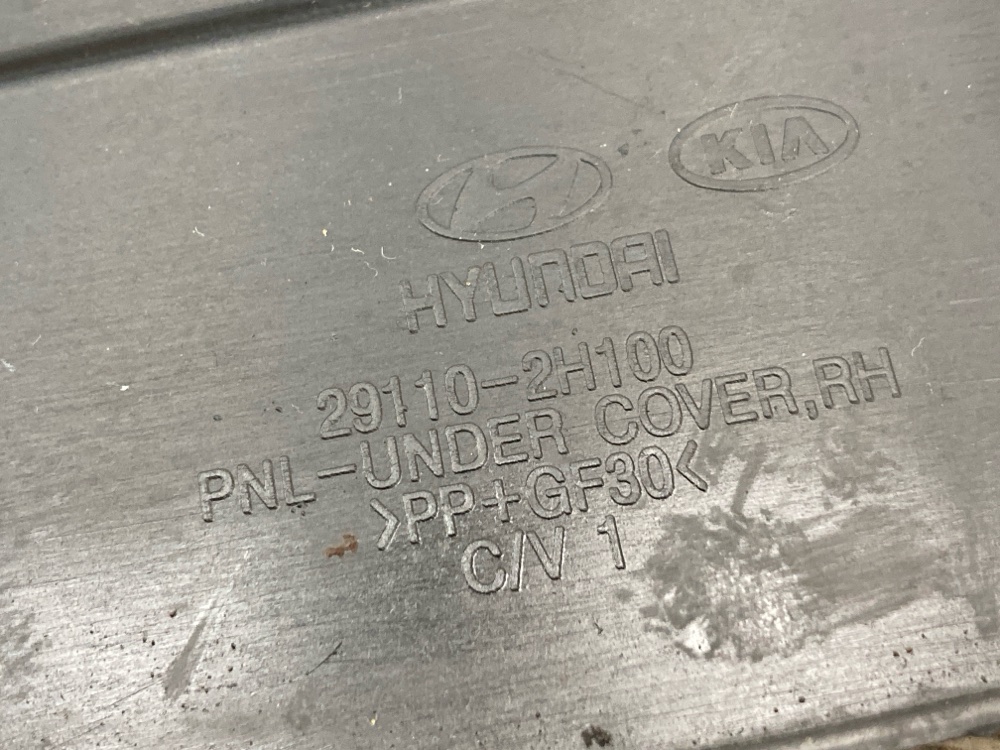 KIA
HYUNDAI
29110-2H100
PNL-UNDER COVER,RH
>PP+GF30<
C/V 1